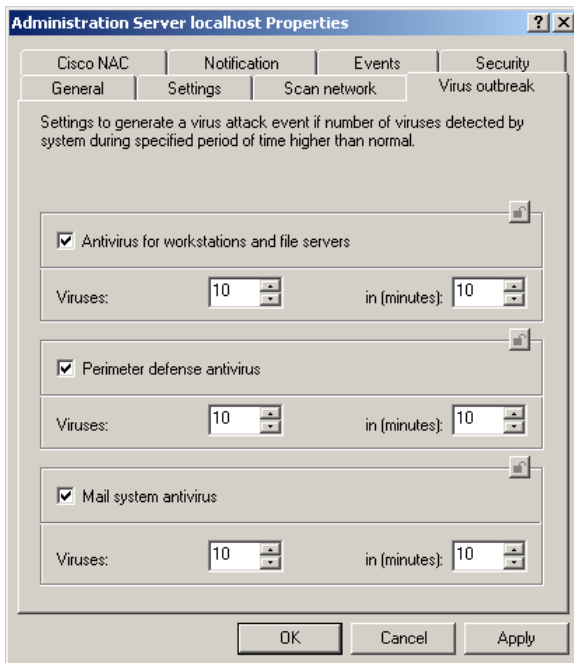 Administration Server localhost Properties
Cisco NAC Notification Events Security
General Settings Scan network Virus outbreak
Settings to generate a virus attack event if number of viruses detected by
system during specified period of time higher than normal.
Antivirus for workstations and file servers
Viruses: 10 in (minutes): 10
Perimeter defense antivirus
Viruses: 10 in (minutes): 10
Mail system antivirus
Viruses: 10 in (minutes): 10
OK Cancel Apply